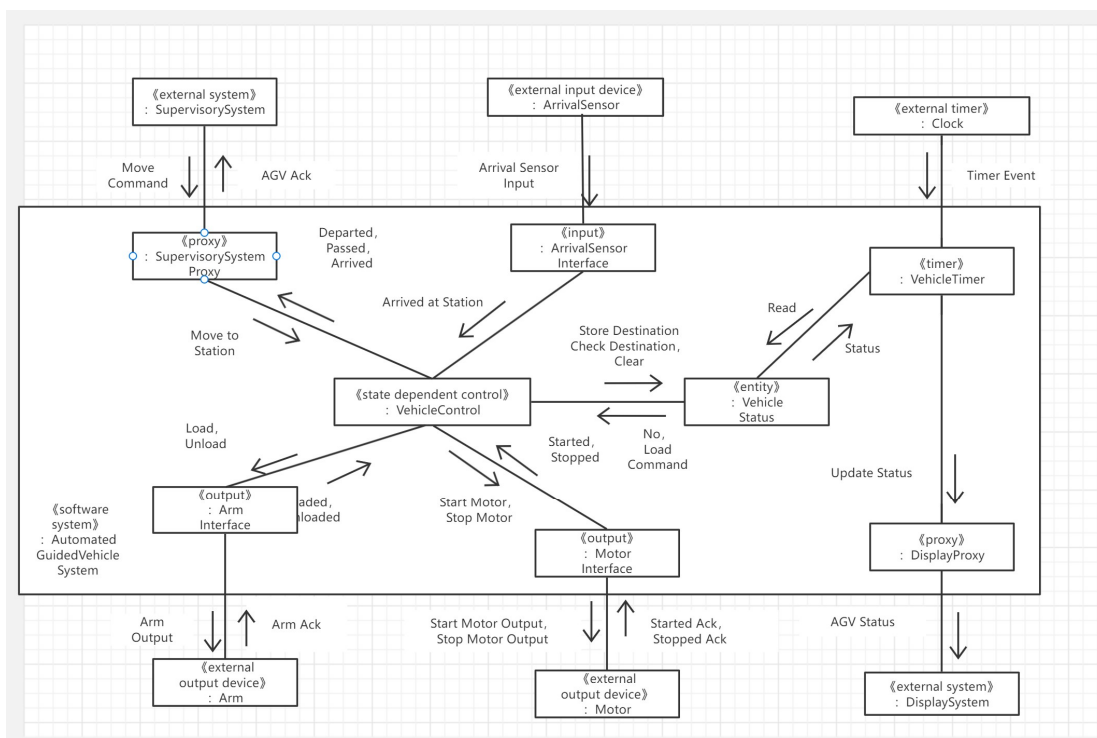 《external system》
: SupervisorySystem
《external input device》
: ArrivalSensor
《external timer》
: Clock
Move
Command
AGV Ack
Arrival Sensor
Input
Timer Event
《proxy》
: SupervisorySystem
Proxy
Departed,
Passed,
Arrived
《input》
: ArrivalSensor
Interface
《timer》
: VehicleTimer
Arrived at Station
Read
Move to
Station
Store Destination
Check Destination,
Clear
Status
《state dependent control》
: VehicleControl
《entity》
: Vehicle
Status
Load,
Unload
Started,
Stopped
No,
Load
Command
Update Status
《output》
: Arm
Interface
Start Motor,
Stop Motor
《software
system》
: Automated
GuidedVehicle
System
《output》
: Motor
Interface
《proxy》
: DisplayProxy
Arm
Output
Arm Ack
Start Motor Output,
Stop Motor Output
Started Ack,
Stopped Ack
AGV Status
《external
output device》
: Arm
《external
output device》
: Motor
《external system》
: DisplaySystem